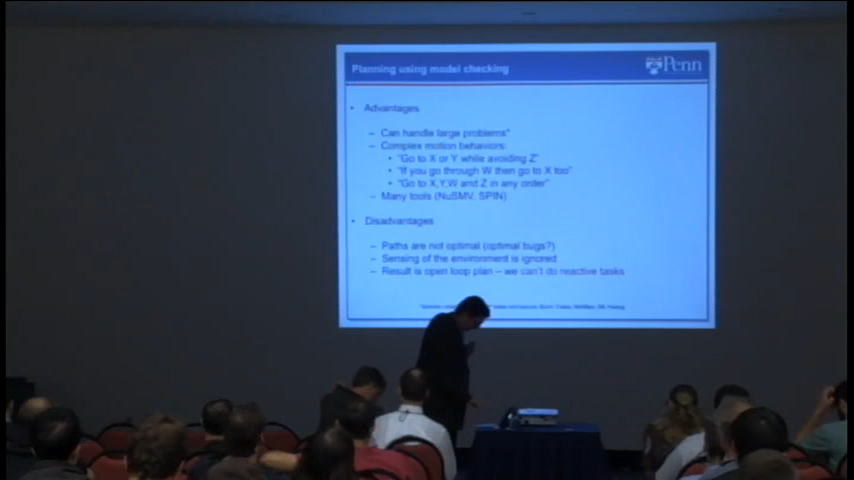 Planning using model checking
Penn
• Advantages
– Can handle large problems*
– Complex motion behaviors:
• "Go to X or Y while avoiding Z"
• "If you go through W then go to X too"
• "Go to X,Y,W and Z in any order"
– Many tools (NuSMV, SPIN)
• Disadvantages
– Paths are not optimal (optimal bugs?)
– Sensing of the environment is ignored
– Result is open loop plan – we can't do reactive tasks